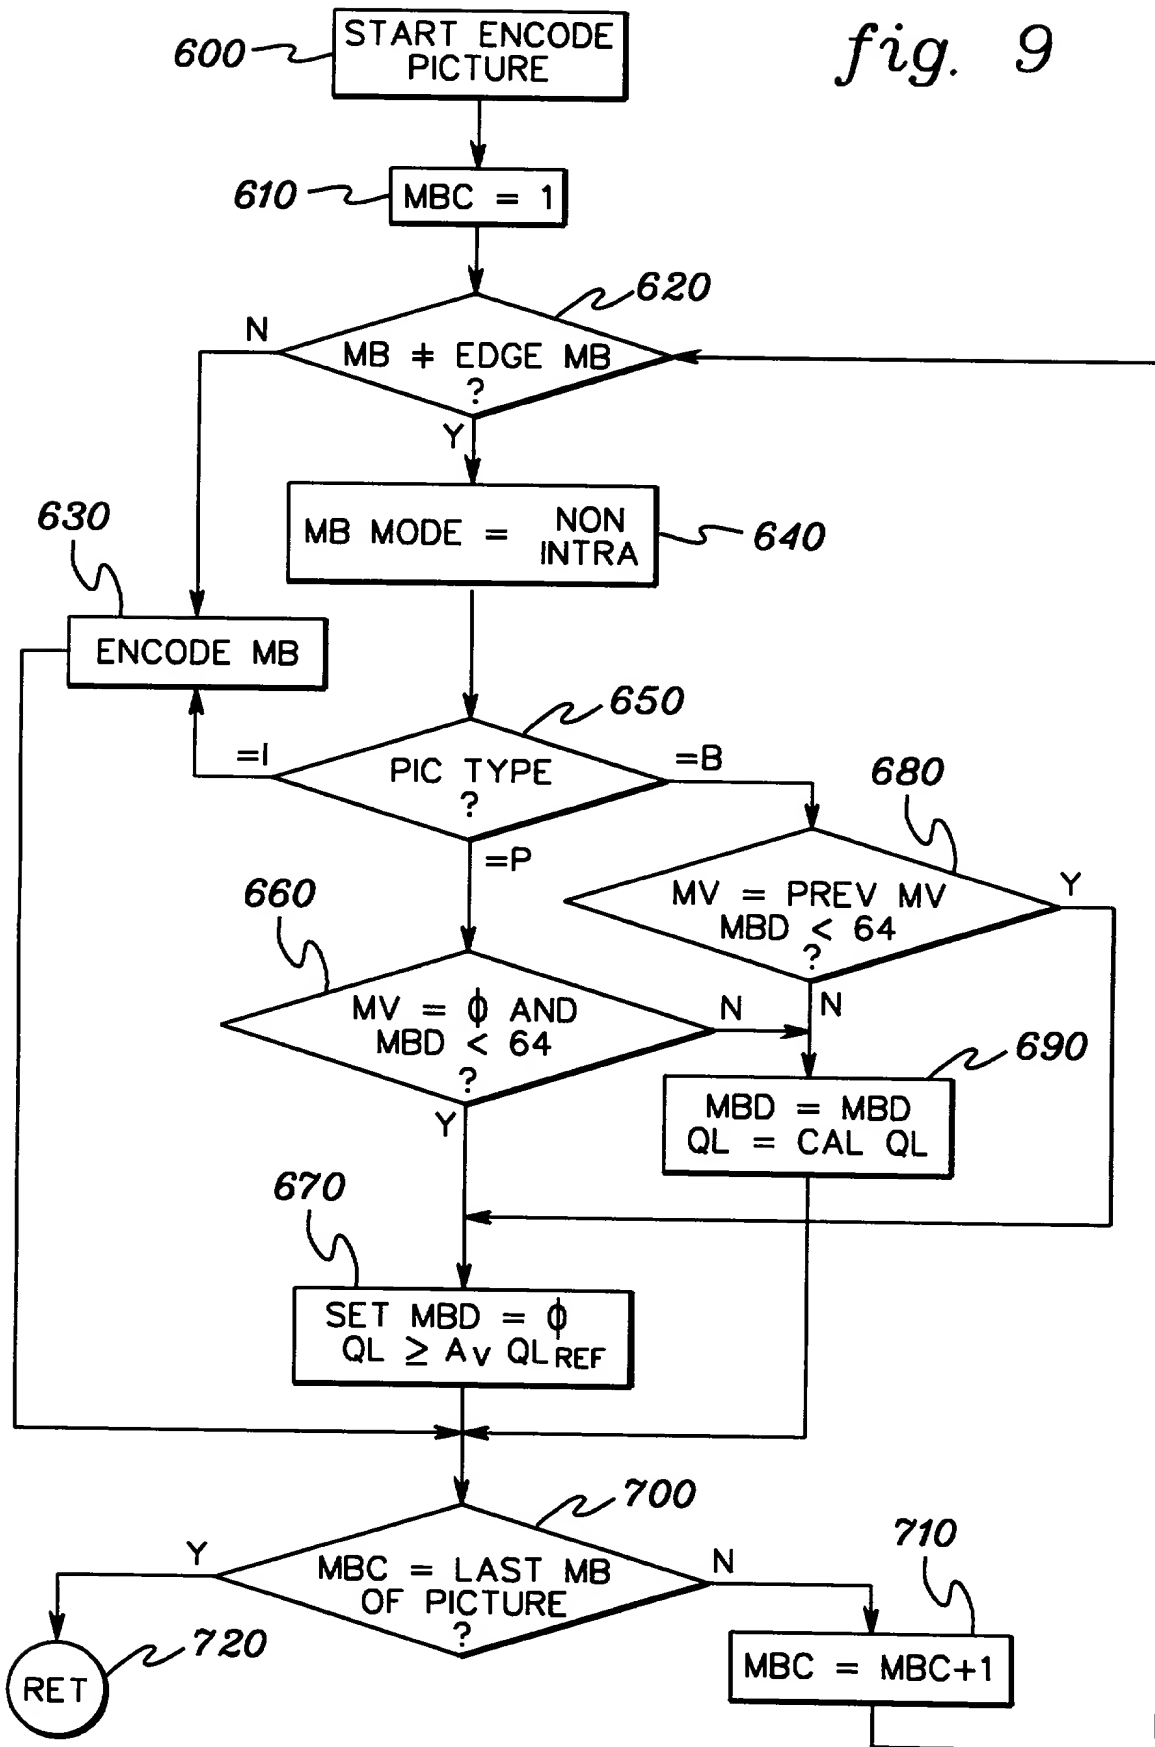 fig. 9
600
START ENCODE
PICTURE
610
MBC = 1
620
N
MB ≠ EDGE MB
?
Y
630
MB MODE = NON
INTRA
640
ENCODE MB
650
=I
PIC TYPE
?
=B
=P
680
660
MV = PREV MV
MBD < 64
?
Y
N
MV = ϕ AND
MBD < 64
?
N
Y
690
MBD = MBD
QL = CAL QL
670
SET MBD = ϕ
QL ≥ AV QLREF
700
Y
MBC = LAST MB
OF PICTURE
?
N
710
720
RET
MBC = MBC+1